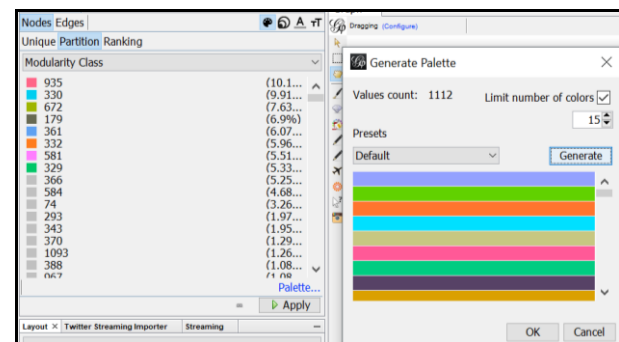 Nodes Edges
Unique Partition Ranking
Modularity Class
935 (10.1...
330 (9.91...
672 (7.63...
179 (6.9%)
361 (6.07...
332 (5.96...
581 (5.51...
329 (5.33...
366 (5.25...
584 (4.68...
74 (3.26...
293 (1.97...
343 (1.95...
370 (1.29...
1093 (1.26...
388 (1.08...
967 (1.08
Palette...
Apply
Layout × Twitter Streaming Importer Streaming
Dragging (Configure)
Generate Palette
Values count: 1112 Limit number of colors
15
Presets
Default Generate
OK Cancel